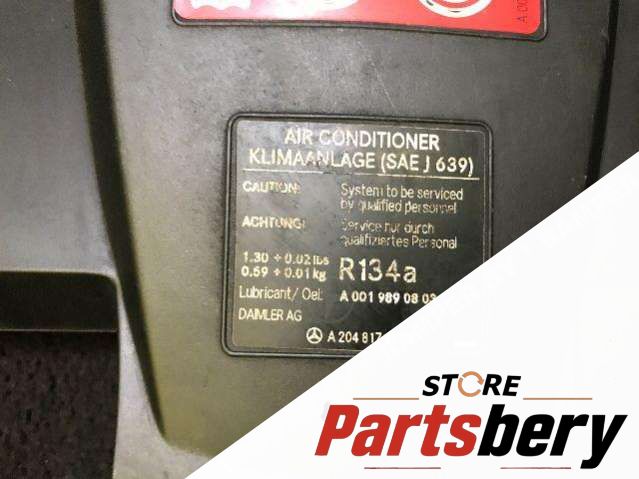 A 00
AIR CONDITIONER
KLIMAANLAGE (SAE J 639)
CAUTION: System to be serviced
by qualified personnel
ACHTUNG: Service nur durch
qualifiziertes Personal
1.30 ÷ 0.02 lbs
0.59 ÷ 0.01 kg R134a
Lubricant/ Oel: A 001 989 08 03
DAIMLER AG
A 204 817
STORE
Partsbery